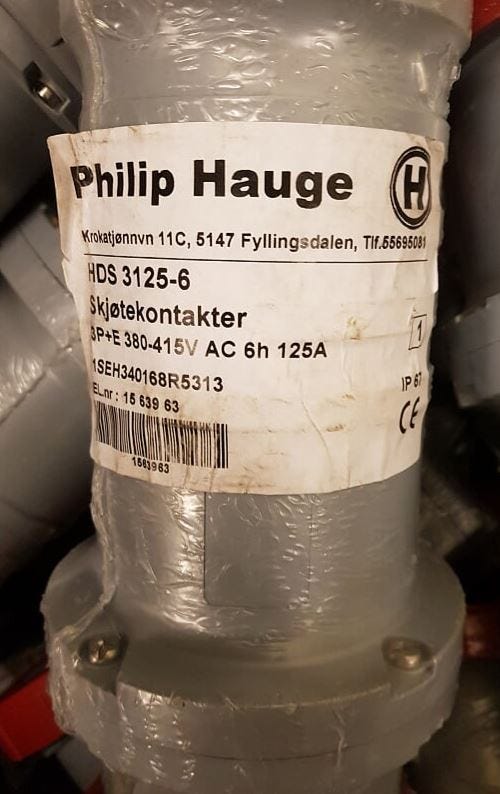 Philip Hauge
H
Krokatjønnvn 11C, 5147 Fyllingsdalen, Tlf.55695081
HDS 3125-6
Skjøtekontakter
3P+E 380-415V AC 6h 125A
1
1SEH340168R5313
IP 67
EL.nr : 15 639 63
CE
1563963